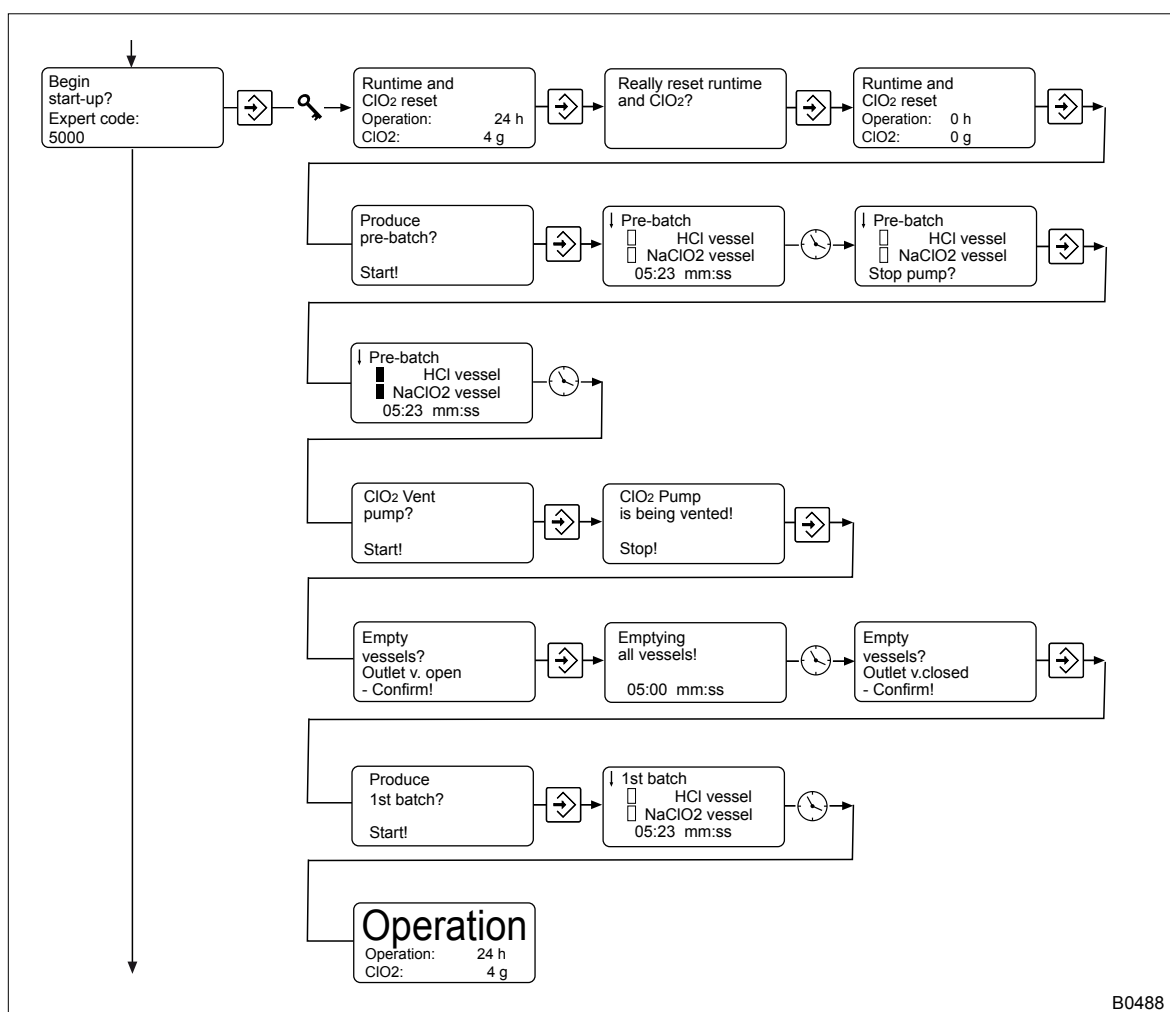 Begin
start-up?
Expert code:
5000
Runtime and
ClO2 reset
Operation: 24 h
ClO2: 4 g
Really reset runtime
and ClO2?
Runtime and
ClO2 reset
Operation: 0 h
ClO2: 0 g
Produce
pre-batch?
Start!
Pre-batch
HCl vessel
NaClO2 vessel
05:23 mm:ss
Pre-batch
HCl vessel
NaClO2 vessel
Stop pump?
Pre-batch
HCl vessel
NaClO2 vessel
05:23 mm:ss
ClO2 Vent
pump?
Start!
ClO2 Pump
is being vented!
Stop!
Empty
vessels?
Outlet v. open
- Confirm!
Emptying
all vessels!
05:00 mm:ss
Empty
vessels?
Outlet v.closed
- Confirm!
Produce
1st batch?
Start!
1st batch
HCl vessel
NaClO2 vessel
05:23 mm:ss
Operation
Operation: 24 h
ClO2: 4 g
B0488